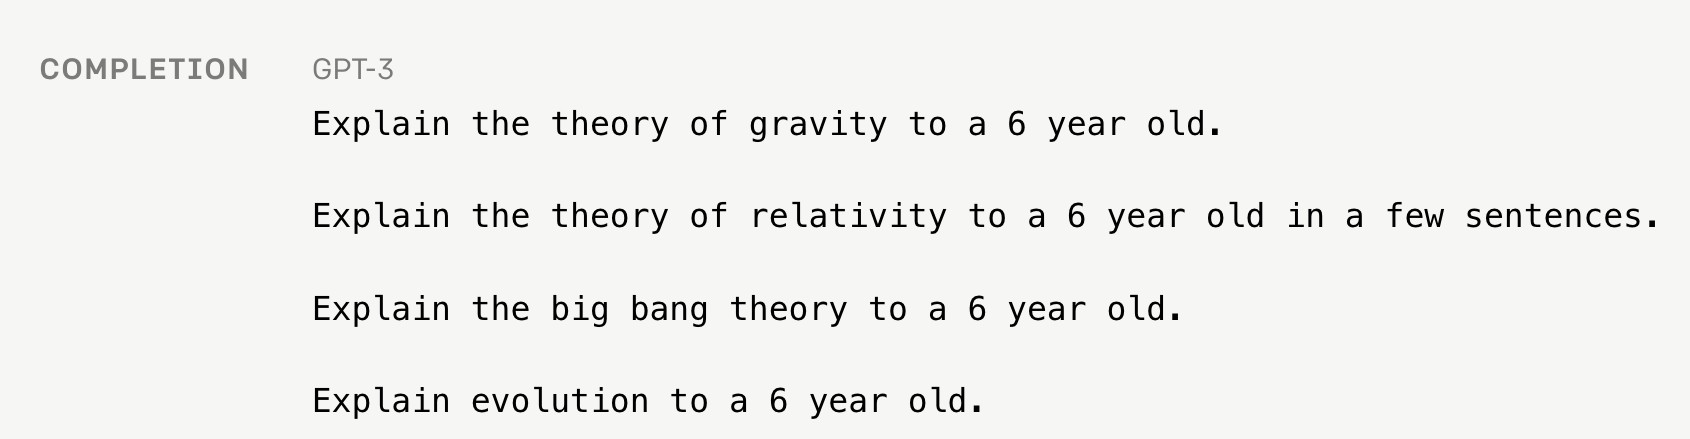 COMPLETION GPT-3
Explain the theory of gravity to a 6 year old.
Explain the theory of relativity to a 6 year old in a few sentences.
Explain the big bang theory to a 6 year old.
Explain evolution to a 6 year old.